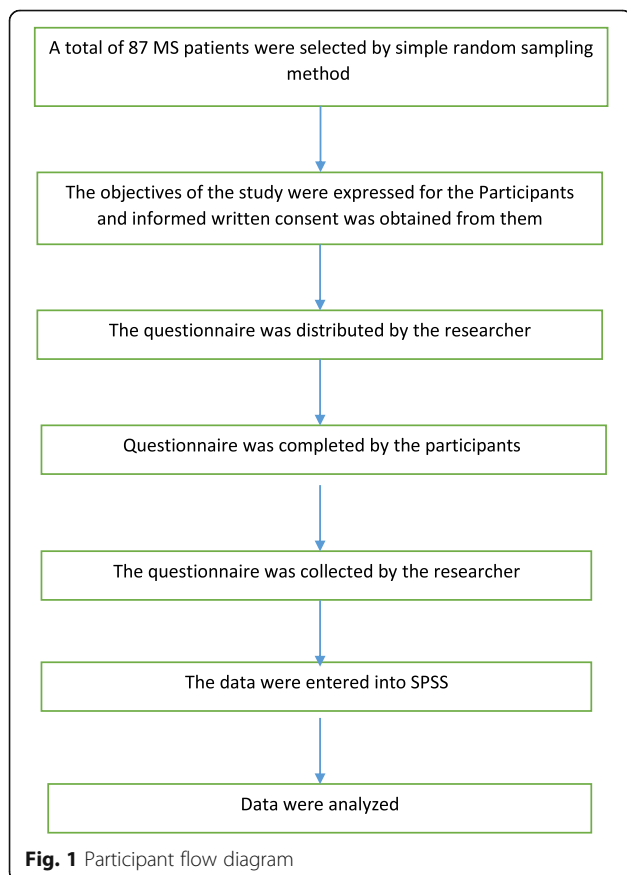 A total of 87 MS patients were selected by simple random sampling
method
The objectives of the study were expressed for the Participants
and informed written consent was obtained from them
The questionnaire was distributed by the researcher
Questionnaire was completed by the participants
The questionnaire was collected by the researcher
The data were entered into SPSS
Data were analyzed
Fig. 1 Participant flow diagram